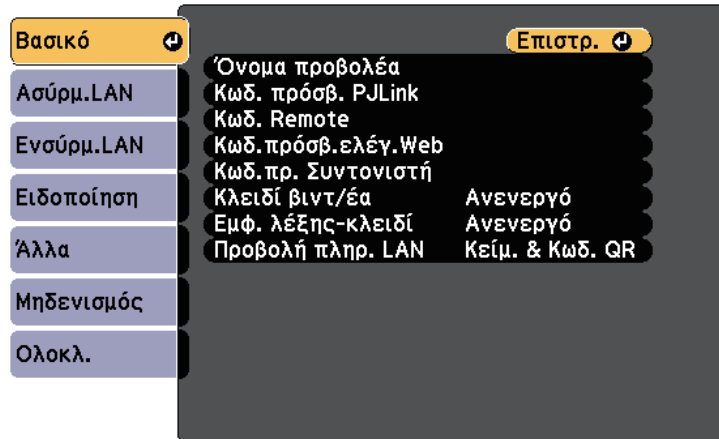 Βασικό
Ασύρμ.LAN
Ενσύρμ.LAN
Ειδοποίηση
Άλλα
Μηδενισμός
Ολοκλ.
Επιστρ.
Όνομα προβολέα
Κωδ. πρόσβ. PJLink
Κωδ. Remote
Κωδ.πρόσβ.ελέγ.Web
Κωδ.πρ. Συντονιστή
Κλειδί βιντ/έα Ανενεργό
Εμφ. λέξης-κλειδί Ανενεργό
Προβολή πληρ. LAN Κείμ. & Κωδ. QR